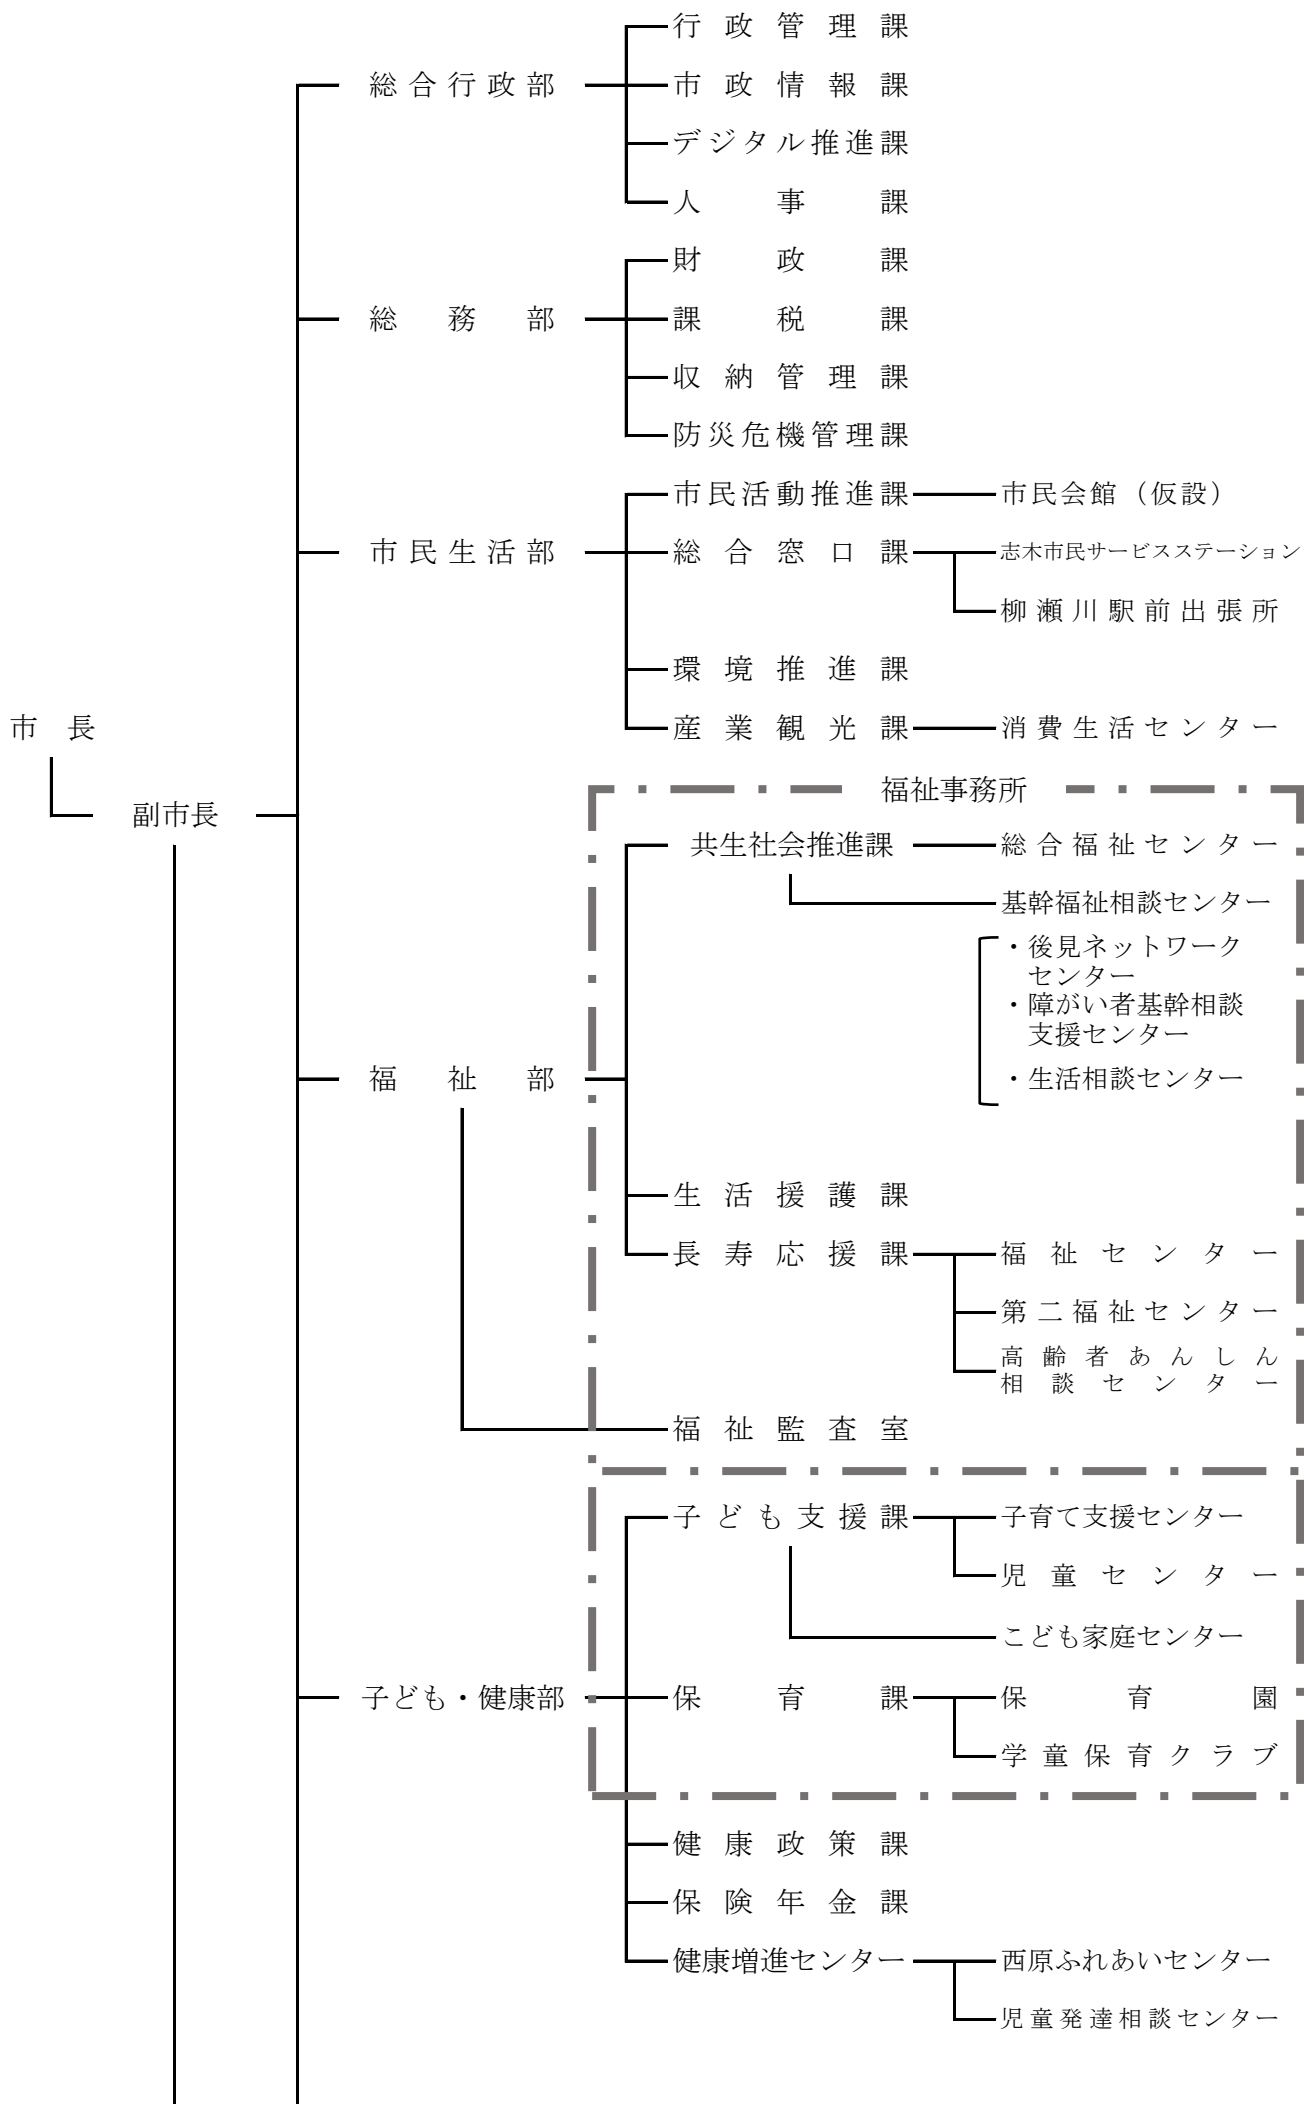 行政管理課
総合行政部
市政情報課
デジタル推進課
人事課
財政課
総務部
課税課
収納管理課
防災危機管理課
市民活動推進課
市民会館（仮設）
市民生活部
総合窓口課
志木市民サービスステーション
柳瀬川駅前出張所
環境推進課
市長
産業観光課
消費生活センター
福祉事務所
副市長
共生社会推進課
総合福祉センター
基幹福祉相談センター
・後見ネットワーク
センター
・障がい者基幹相談
支援センター
・生活相談センター
福祉部
生活援護課
長寿応援課
福祉センター
第二福祉センター
高齢者あんしん
相談センター
福祉監査室
子ども支援課
子育て支援センター
児童センター
こども家庭センター
子ども・健康部
保育課
保育園
学童保育クラブ
健康政策課
保険年金課
健康増進センター
西原ふれあいセンター
児童発達相談センター